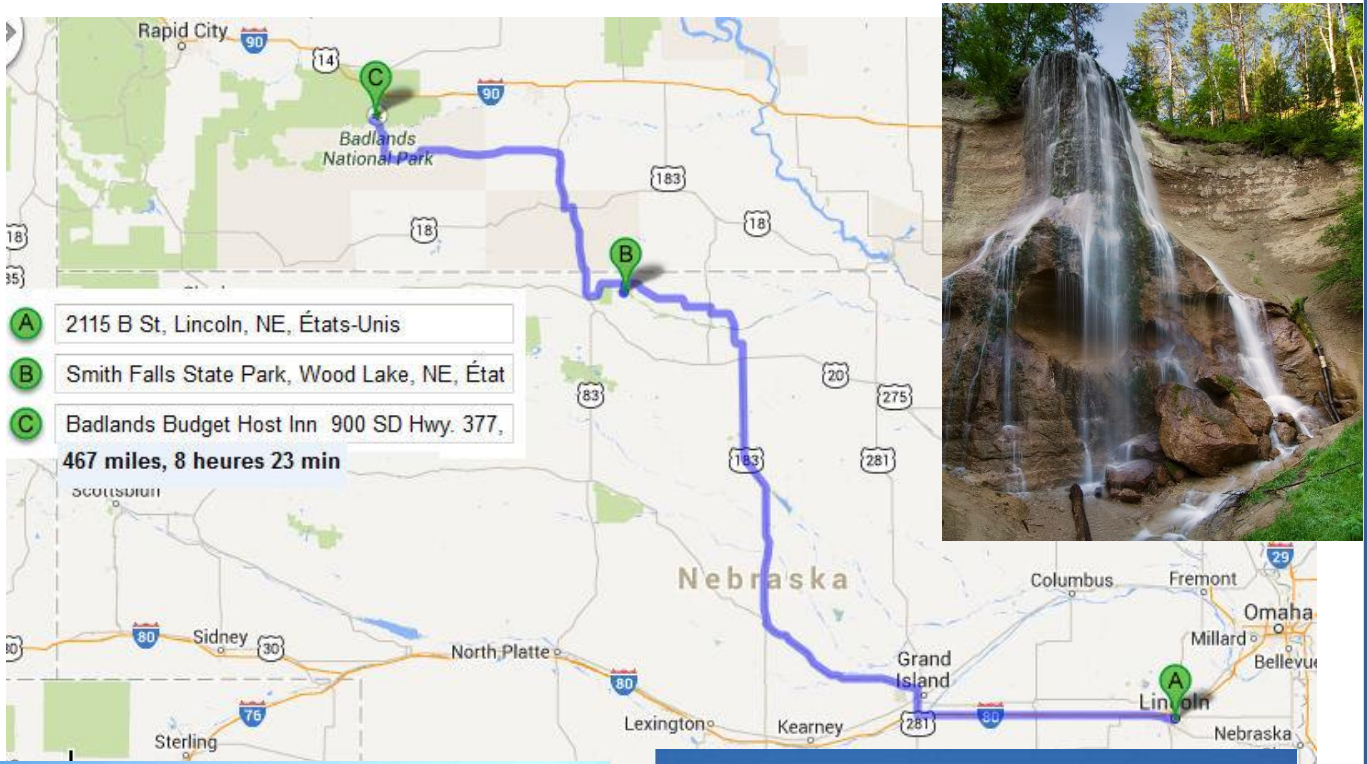 Rapid City
90
14
C
90
Badlands
National Park
183
18
18
18
B
A 2115 B St, Lincoln, NE, États-Unis
B Smith Falls State Park, Wood Lake, NE, État
C Badlands Budget Host Inn 900 SD Hwy. 377,
467 miles, 8 heures 23 min
83
20
275
183
281
Scottsbluff
Nebraska
29
Columbus
Fremont
Omaha
80
Sidney
30
North Platte
Millard
Bellevue
80
Grand
Island
A
Lincoln
76
Lexington
Kearney
281
80
Nebraska
Sterling